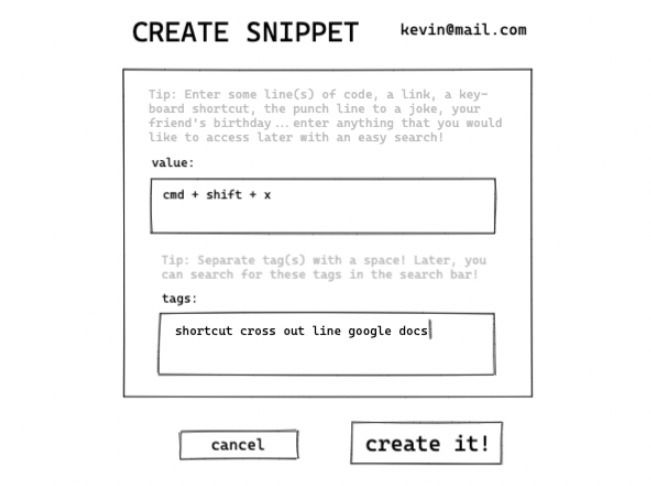 CREATE SNIPPET kevin@mail.com
Tip: Enter some line(s) of code, a link, a key-
board shortcut, the punch line to a joke, your
friend's birthday...enter anything that you would
like to access later with an easy search!
value:
cmd + shift + x
Tip: Separate tag(s) with a space! Later, you
can search for these tags in the search bar!
tags:
shortcut cross out line google docs
cancel create it!